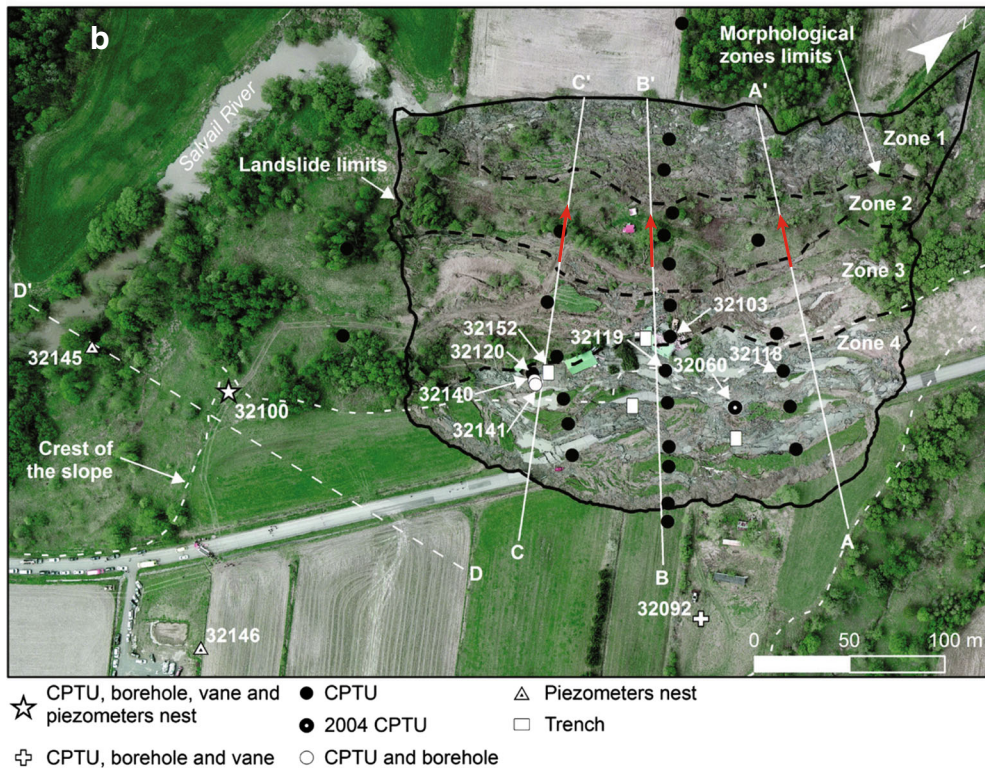 b
N
Morphological
zones limits
C'
B'
A'
Salvail River
Landslide limits
Zone 1
Zone 2
Zone 3
D'
32103
32152
32119
32120
32118
Zone 4
32145
32060
32140
32100
32141
Crest of
the slope
C
A
D
B
32092
32146
0 50 100 m
CPTU, borehole, vane and
piezometers nest
CPTU
Piezometers nest
2004 CPTU
Trench
CPTU, borehole and vane
CPTU and borehole